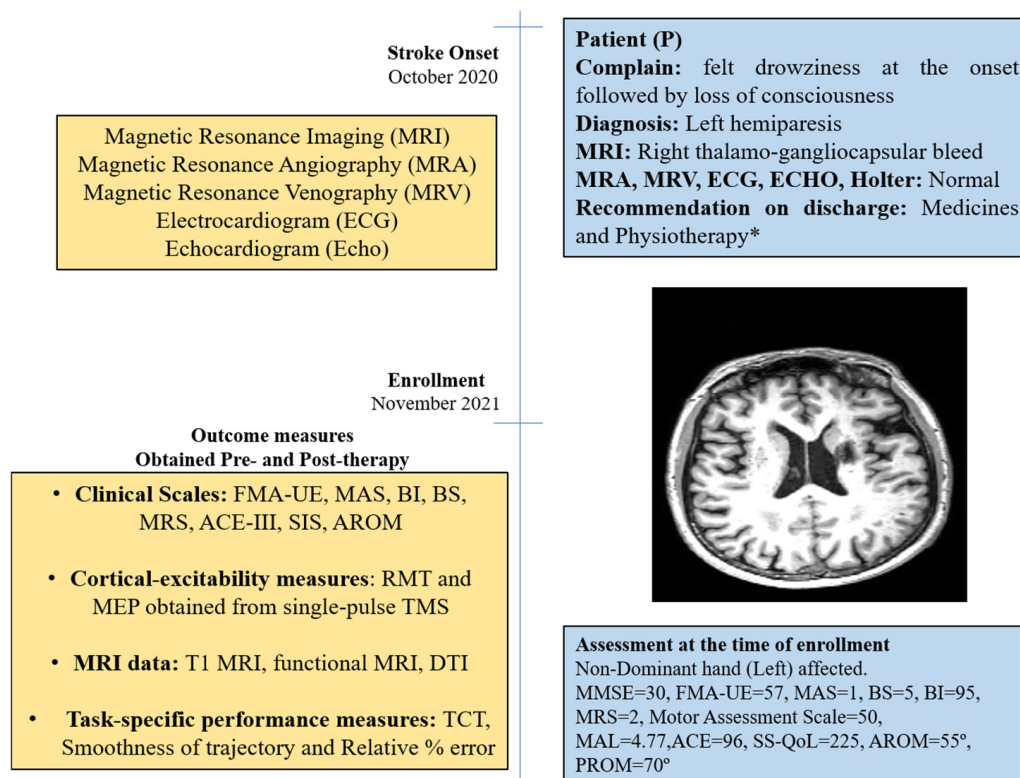 Stroke Onset
October 2020
Magnetic Resonance Imaging (MRI)
Magnetic Resonance Angiography (MRA)
Magnetic Resonance Venography (MRV)
Electrocardiogram (ECG)
Echocardiogram (Echo)
Patient (P)
Complain: felt drowziness at the onset
followed by loss of consciousness
Diagnosis: Left hemiparesis
MRI: Right thalamo-gangliocapsular bleed
MRA, MRV, ECG, ECHO, Holter: Normal
Recommendation on discharge: Medicines
and Physiotherapy*
Enrollment
November 2021
Outcome measures
Obtained Pre- and Post-therapy
• Clinical Scales: FMA-UE, MAS, BI, BS,
MRS, ACE-III, SIS, AROM
• Cortical-excitability measures: RMT and
MEP obtained from single-pulse TMS
• MRI data: T1 MRI, functional MRI, DTI
• Task-specific performance measures: TCT,
Smoothness of trajectory and Relative % error
Assessment at the time of enrollment
Non-Dominant hand (Left) affected.
MMSE=30, FMA-UE=57, MAS=1, BS=5, BI=95,
MRS=2, Motor Assessment Scale=50,
MAL=4.77,ACE=96, SS-QoL=225, AROM=55º,
PROM=70º